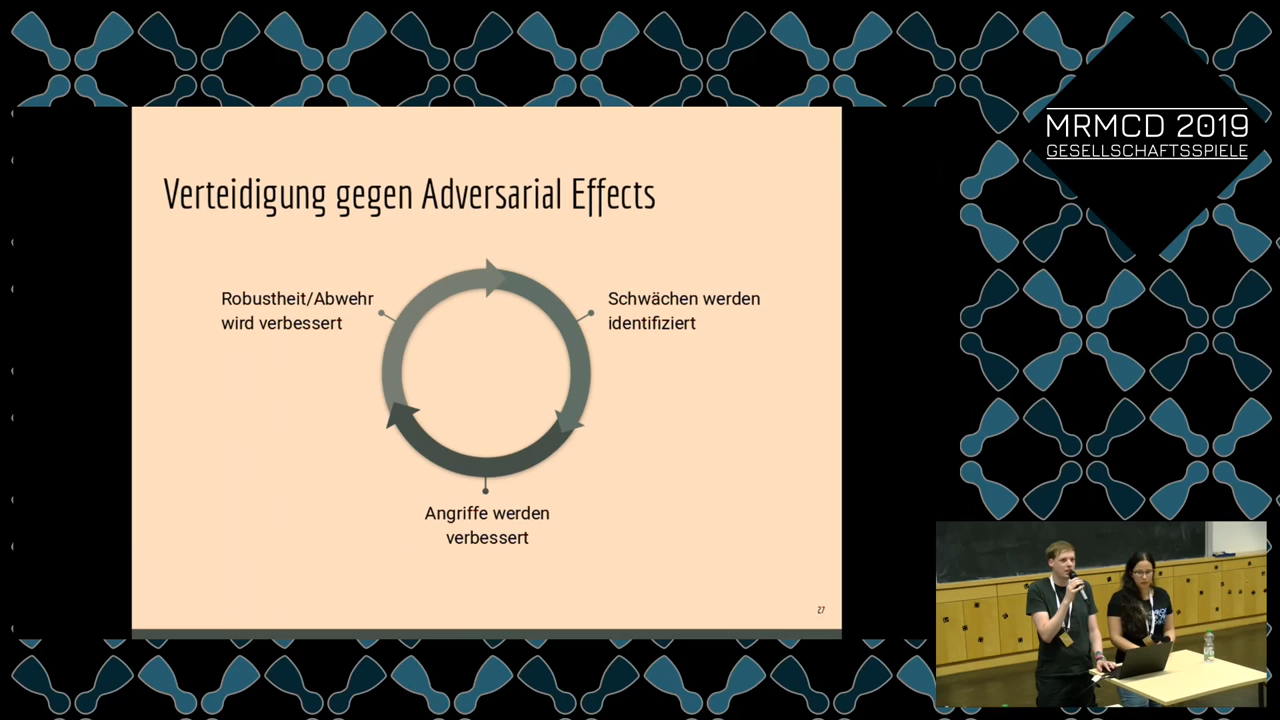 MRMCD 2019
GESELLSCHAFTSSPIELE
Verteidigung gegen Adversarial Effects
Robustheit/Abwehr
wird verbessert
Schwächen werden
identifiziert
Angriffe werden
verbessert
27